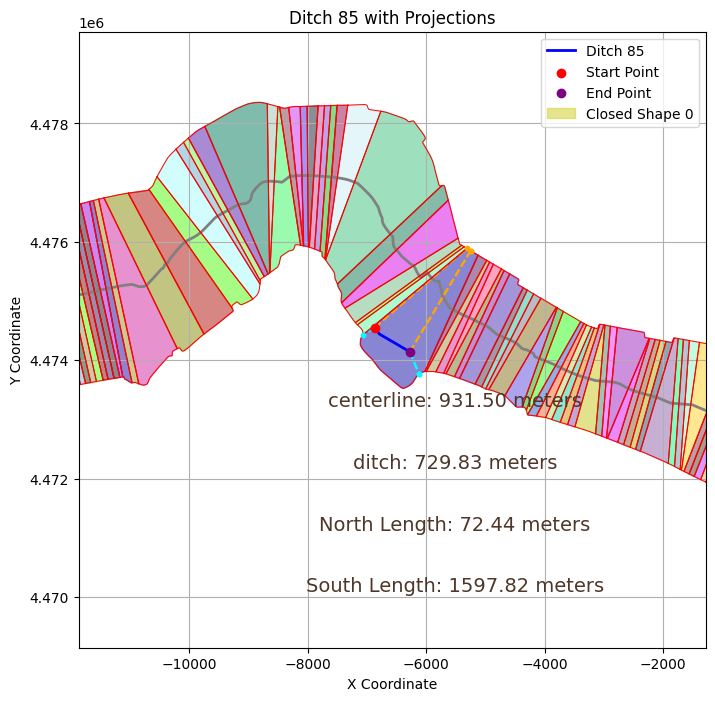 Ditch 85 with Projections
1e6
Ditch 85
Start Point
End Point
Closed Shape 0
4.478
4.476
4.474
4.472
4.470
Y Coordinate
centerline: 931.50 meters
ditch: 729.83 meters
North Length: 72.44 meters
South Length: 1597.82 meters
−10000
−8000
−6000
−4000
−2000
X Coordinate